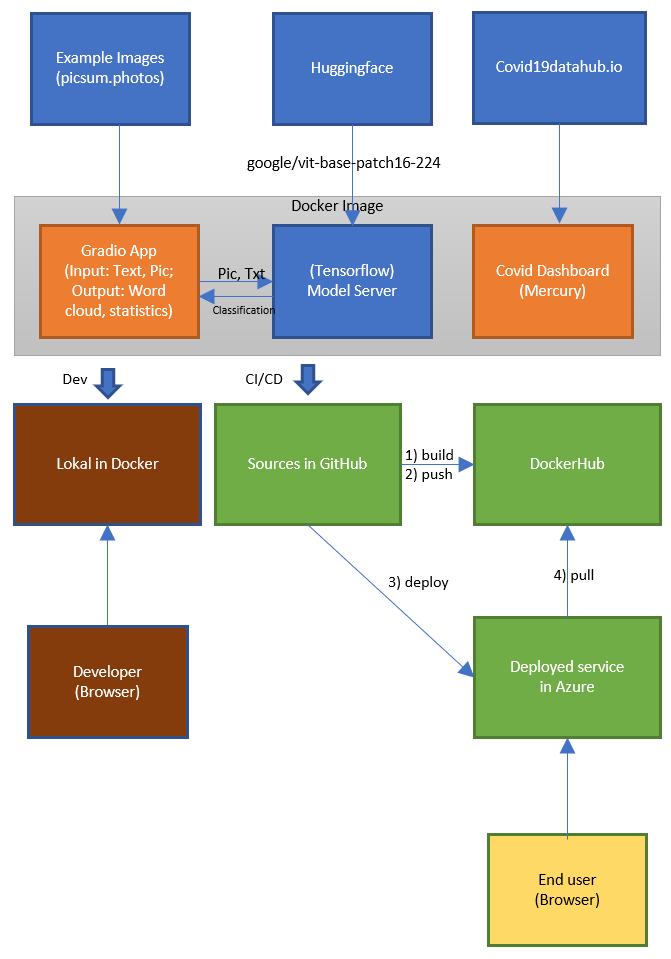 Example Images
(picsum.photos)
Huggingface
Covid19datahub.io
google/vit-base-patch16-224
Docker Image
Gradio App
(Input: Text, Pic;
Output: Word
cloud, statistics)
Pic, Txt
Classification
(Tensorflow)
Model Server
Covid Dashboard
(Mercury)
Dev
CI/CD
Lokal in Docker
Sources in GitHub
1) build
2) push
DockerHub
3) deploy
4) pull
Developer
(Browser)
Deployed service
in Azure
End user
(Browser)